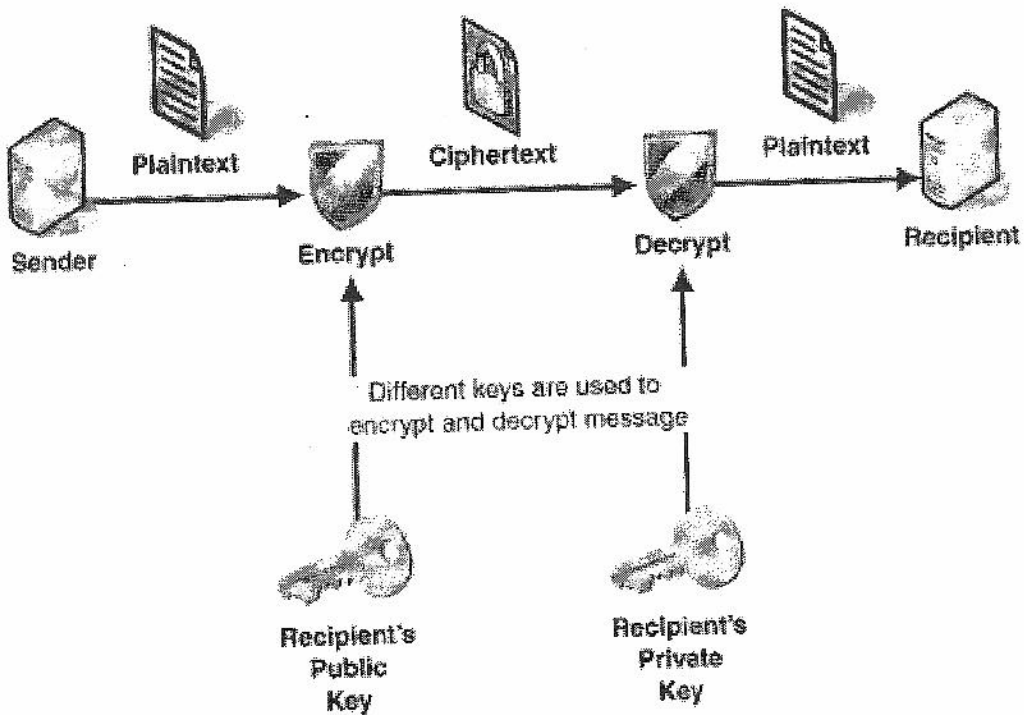 Plaintext
Ciphertext
Plaintext
Sender
Encrypt
Decrypt
Recipient
Different keys are used to
encrypt and decrypt message
Recipient's
Public
Key
Recipient's
Private
Key